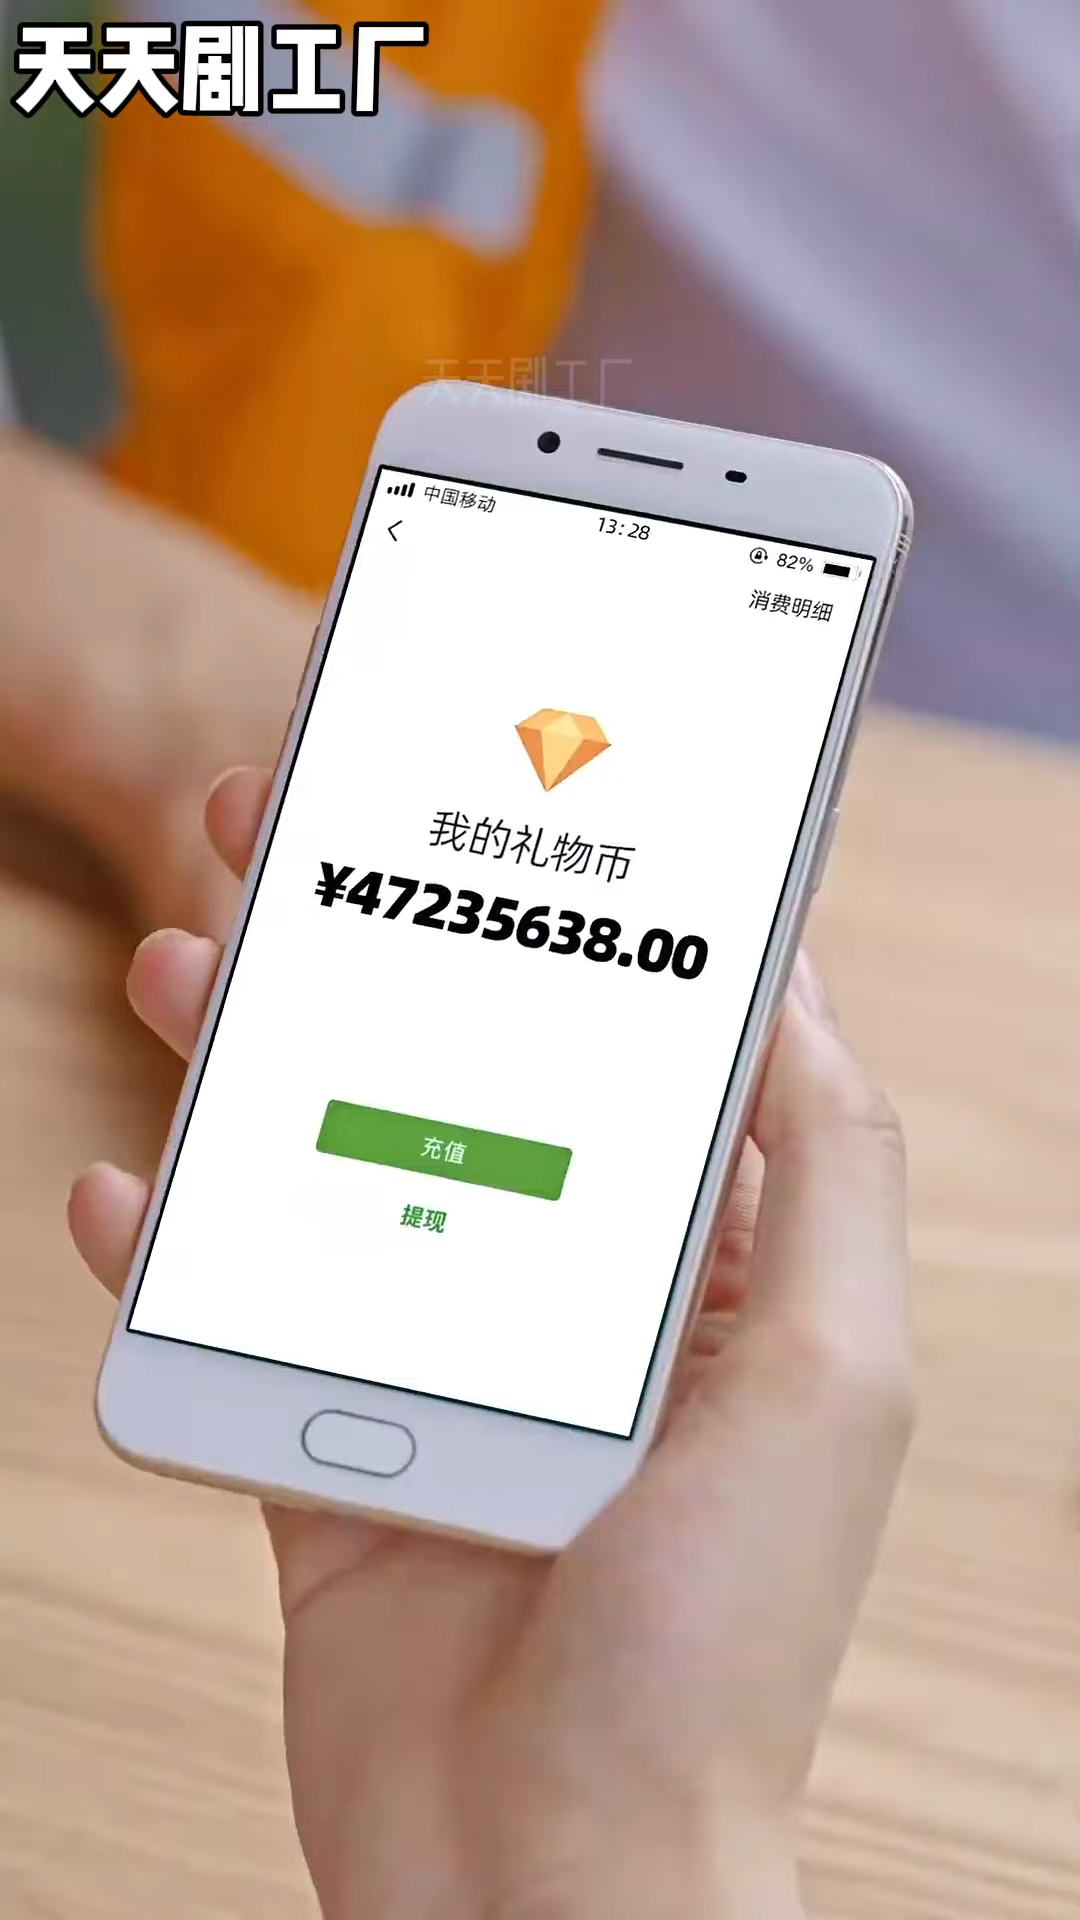 天天剧工厂
天天剧工厂
中国移动
13:28
82%
消费明细
我的礼物币
¥47235638.00
充值
提现